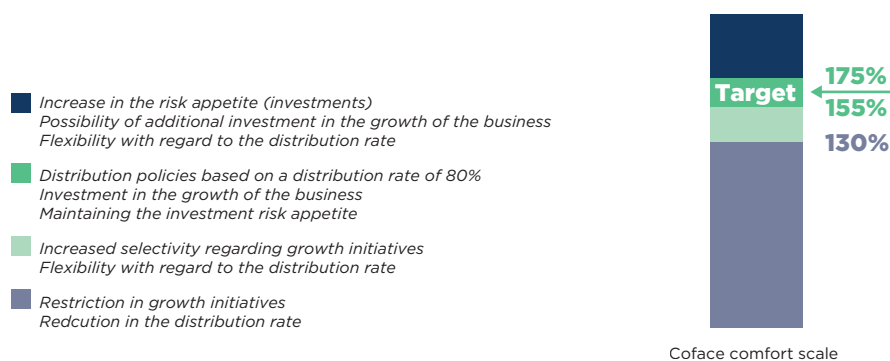 Increase in the risk appetite (investments)
Possibility of additional investment in the growth of the business
Flexibility with regard to the distribution rate
Distribution policies based on a distribution rate of 80%
Investment in the growth of the business
Maintaining the investment risk appetite
Increased selectivity regarding growth initiatives
Flexibility with regard to the distribution rate
Restriction in growth initiatives
Redcution in the distribution rate
175%
Target
155%
130%
Coface comfort scale